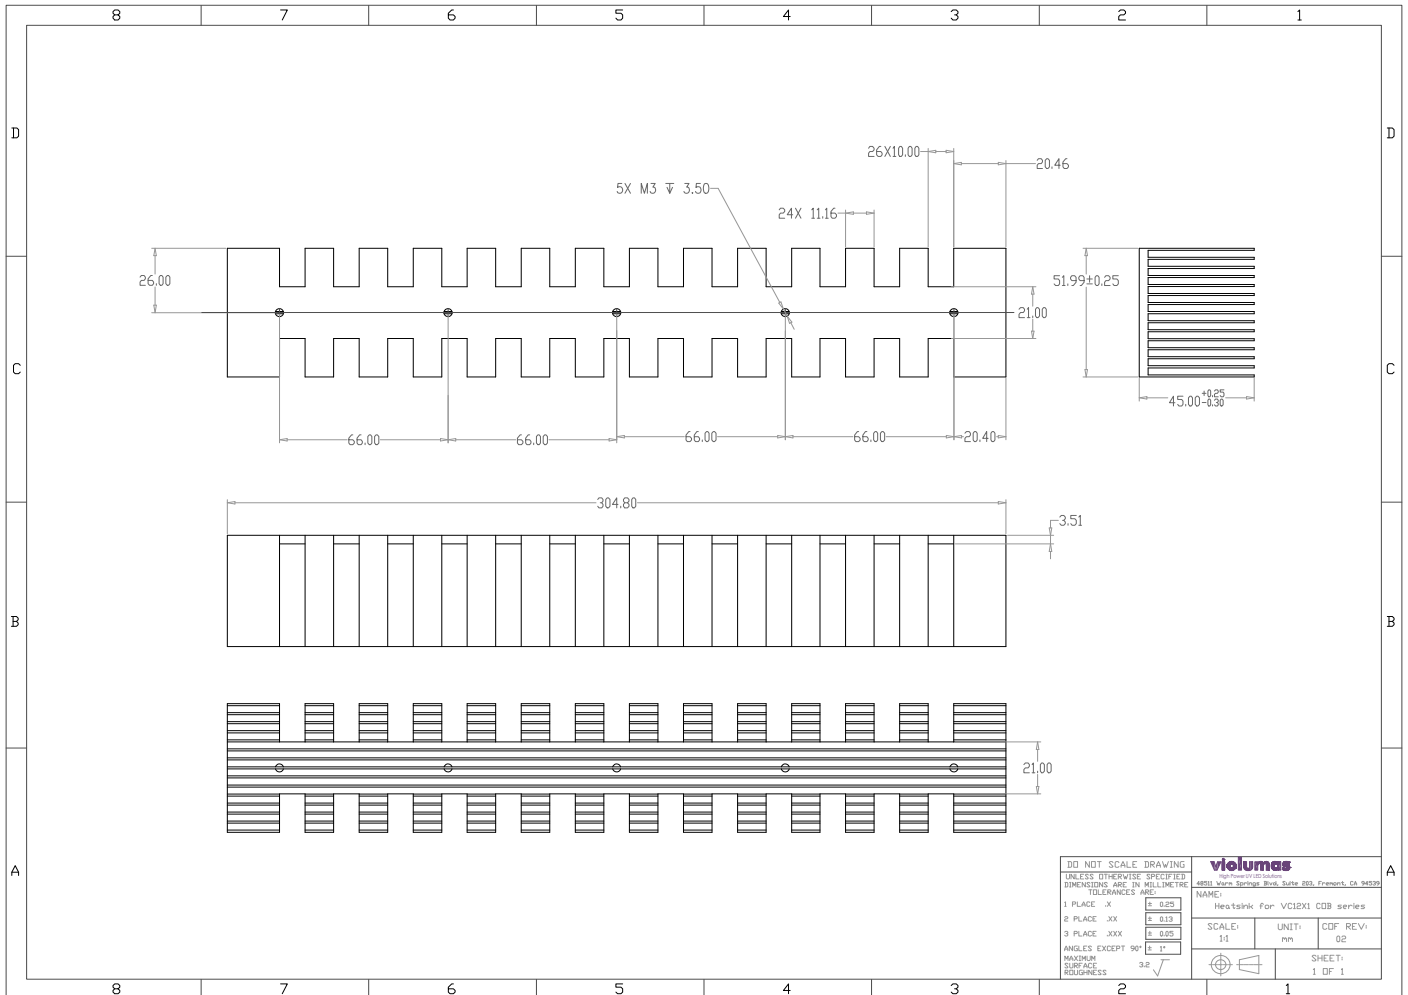 8 7 6 5 4 3 2 1
D D
26X10.00
20.46
5X M3 ↧ 3.50
24X 11.16
26.00
51.99±0.25
21.00
C C
45.00 +0.25 -0.30
66.00 66.00 66.00 66.00 20.40
304.80
3.51
B B
21.00
A A
DO NOT SCALE DRAWING
UNLESS OTHERWISE SPECIFIED
DIMENSIONS ARE IN MILLIMETRE
TOLERANCES ARE:
1 PLACE .X ± 0.25
2 PLACE .XX ± 0.13
3 PLACE .XXX ± 0.05
ANGLES EXCEPT 90° ± 1°
MAXIMUM
SURFACE
ROUGHNESS
3.2
violumas
High Power UV LED Solutions
48511 Warm Springs Blvd, Suite 203, Fremont, CA 94539
NAME:
Heatsink for VC12X1 COB series
SCALE: UNIT: COF REV:
1:1 MM 02
SHEET:
1 OF 1
8 7 6 5 4 3 2 1